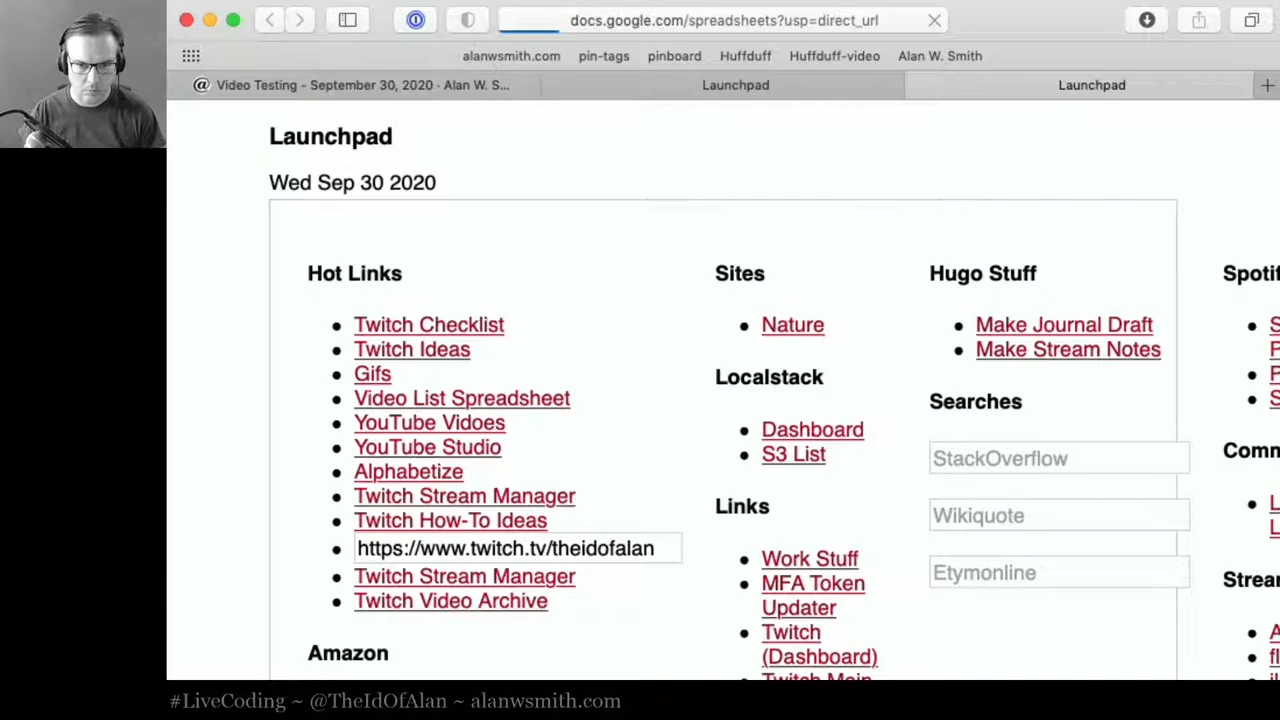 docs.google.com/spreadsheets?usp=direct_url
alanwsmith.com pin-tags pinboard Huffduff Huffduff-video Alan W. Smith
@ Video Testing - September 30, 2020 · Alan W. S... Launchpad Launchpad
Launchpad
Wed Sep 30 2020
Hot Links
Twitch Checklist
Twitch Ideas
Gifs
Video List Spreadsheet
YouTube Vidoes
YouTube Studio
Alphabetize
Twitch Stream Manager
Twitch How-To Ideas
https://www.twitch.tv/theidofalan
Twitch Stream Manager
Twitch Video Archive
Amazon
Sites
Nature
Localstack
Dashboard
S3 List
Links
Work Stuff
MFA Token
Updater
Twitch
(Dashboard)
Twitch Main
Hugo Stuff
Make Journal Draft
Make Stream Notes
Searches
StackOverflow
Wikiquote
Etymonline
#LiveCoding ~ @TheIdOfAlan ~ alanwsmith.com